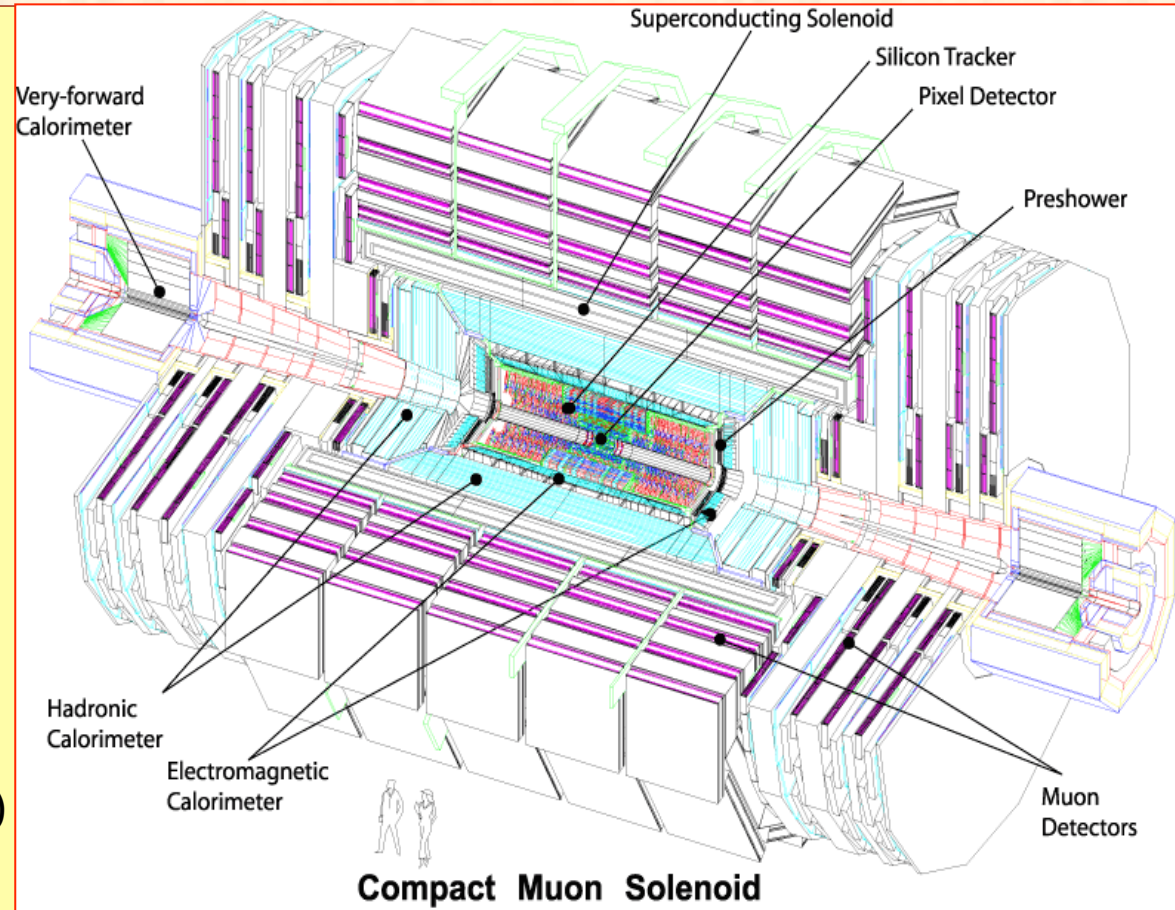 Superconducting Solenoid
Silicon Tracker
Pixel Detector
Very-forward
Calorimeter
Preshower
Hadronic
Calorimeter
Electromagnetic
Calorimeter
Muon
Detectors
)
Compact Muon Solenoid